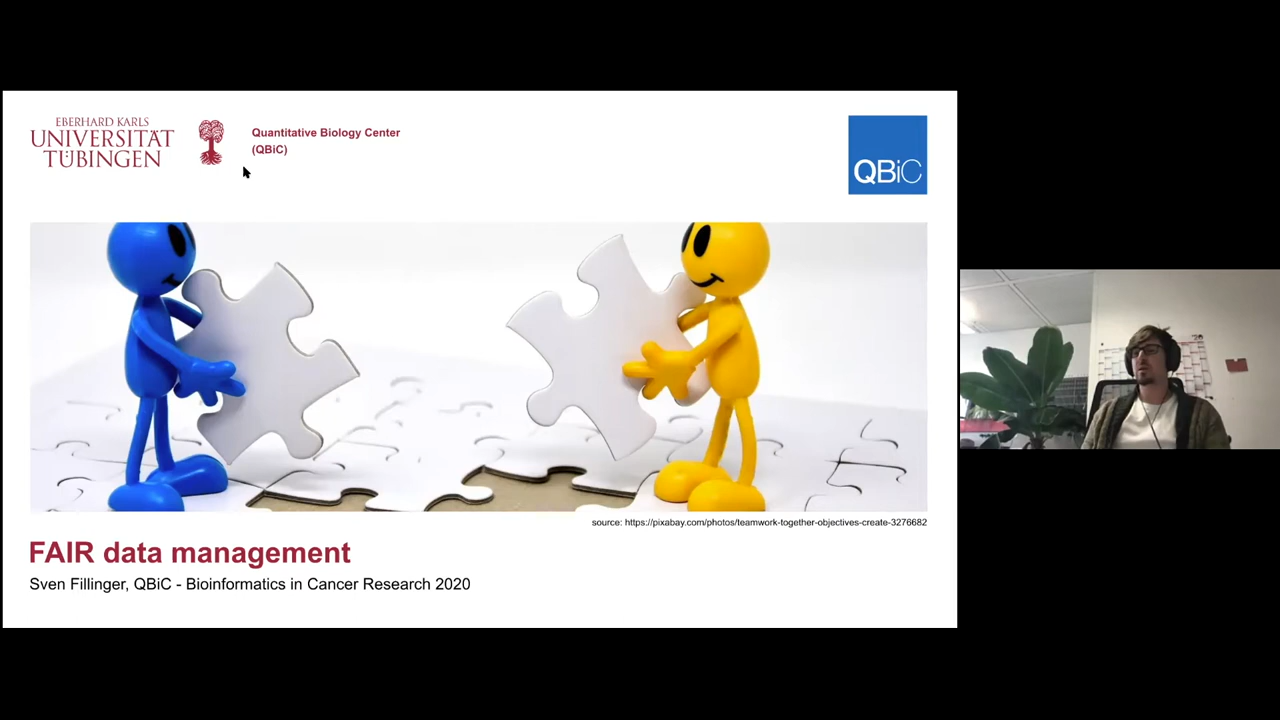 EBERHARD KARLS
UNIVERSITÄT
TÜBINGEN
Quantitative Biology Center
(QBiC)
QBiC
source: https://pixabay.com/photos/teamwork-together-objectives-create-3276682
FAIR data management
Sven Fillinger, QBiC - Bioinformatics in Cancer Research 2020